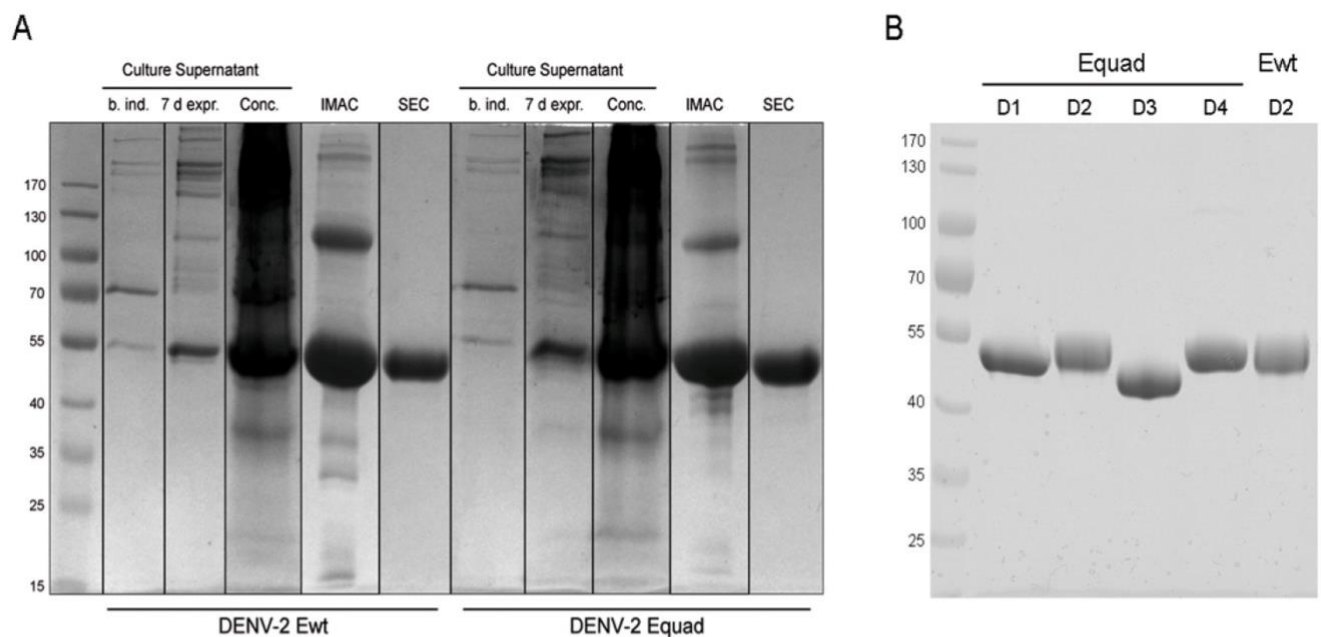 A
Culture Supernatant
b. ind. 7 d expr. Conc. IMAC SEC
Culture Supernatant
b. ind. 7 d expr. Conc. IMAC SEC
170
130
100
70
55
40
35
25
15
DENV-2 Ewt
DENV-2 Equad
B
Equad Ewt
D1 D2 D3 D4 D2
170
130
100
70
55
40
35
25